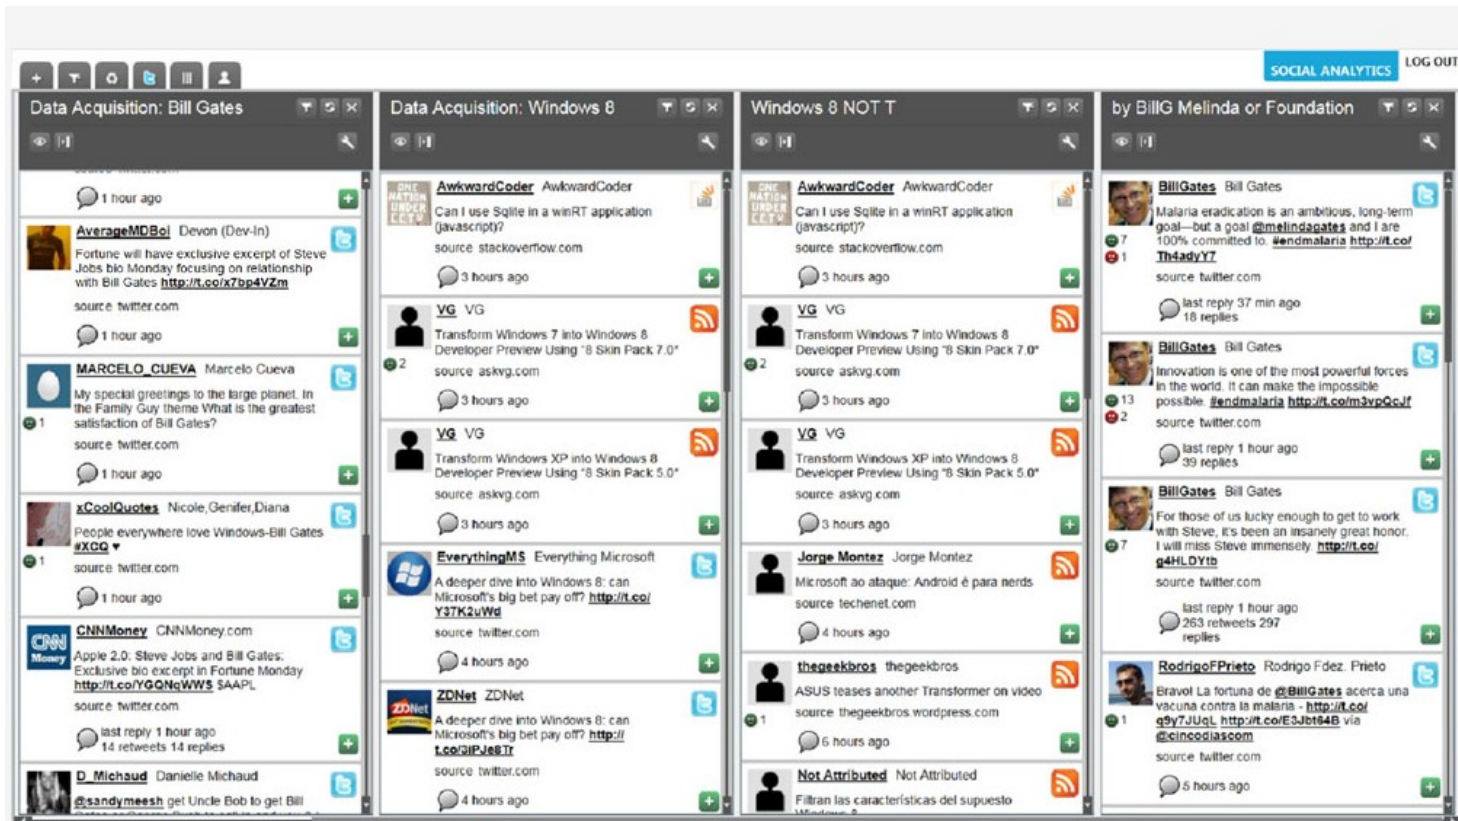 SOCIAL ANALYTICS
LOG OUT
Data Acquisition: Bill Gates
1 hour ago
AverageMDBoi Devon (Dev-In)
Fortune will have exclusive excerpt of Steve
Jobs bio Monday focusing on relationship
with Bill Gates http://t.co/x7bp4VZm
source twitter.com
1 hour ago
MARCELO_CUEVA Marcelo Cueva
My special greetings to the large planet. In
the Family Guy theme What is the greatest
satisfaction of Bill Gates?
1
source twitter.com
1 hour ago
xCoolQuotes Nicole,Genifer,Diana
People everywhere love Windows-Bill Gates
#XCQ ♥
1
source twitter.com
1 hour ago
CNN Money
CNNMoney CNNMoney.com
Apple 2.0: Steve Jobs and Bill Gates:
Exclusive bio excerpt in Fortune Monday
http://t.co/YGQNqWWS $AAPL
source twitter.com
last reply 1 hour ago
14 retweets 14 replies
D_Michaud Danielle Michaud
@sandymeesh get Uncle Bob to get Bill
Data Acquisition: Windows 8
ONE
NATION
UNDER
CCTV
AwkwardCoder AwkwardCoder
Can I use Sqlite in a winRT application
(javascript)?
source stackoverflow.com
3 hours ago
VG VG
Transform Windows 7 into Windows 8
Developer Preview Using "8 Skin Pack 7.0"
2
source askvg.com
3 hours ago
VG VG
Transform Windows XP into Windows 8
Developer Preview Using "8 Skin Pack 5.0"
source askvg.com
3 hours ago
EverythingMS Everything Microsoft
A deeper dive into Windows 8: can
Microsoft's big bet pay off? http://t.co/
Y37K2uWd
source twitter.com
4 hours ago
ZDNet
ZDNet ZDNet
A deeper dive into Windows 8: can
Microsoft's big bet pay off? http://
t.co/3iPJe8Tr
source twitter.com
4 hours ago
Windows 8 NOT T
ONE
NATION
UNDER
CCTV
AwkwardCoder AwkwardCoder
Can I use Sqlite in a winRT application
(javascript)?
source stackoverflow.com
3 hours ago
VG VG
Transform Windows 7 into Windows 8
Developer Preview Using "8 Skin Pack 7.0"
2
source askvg.com
3 hours ago
VG VG
Transform Windows XP into Windows 8
Developer Preview Using "8 Skin Pack 5.0"
source askvg.com
3 hours ago
Jorge Montez Jorge Montez
Microsoft ao ataque: Android é para nerds
source techenet.com
4 hours ago
thegeekbros thegeekbros
ASUS teases another Transformer on video
1
source thegeekbros.wordpress.com
6 hours ago
Not Attributed Not Attributed
Filtran las características del supuesto
Windows 8
by BillG Melinda or Foundation
BillGates Bill Gates
Malaria eradication is an ambitious, long-term
goal—but a goal @melindagates and I are
100% committed to. #endmalaria http://t.co/
Th4adyY7
7
1
source twitter.com
last reply 37 min ago
18 replies
BillGates Bill Gates
Innovation is one of the most powerful forces
in the world. It can make the impossible
possible. #endmalaria http://t.co/m3vpQcJf
13
2
source twitter.com
last reply 1 hour ago
39 replies
BillGates Bill Gates
For those of us lucky enough to get to work
with Steve, it's been an insanely great honor.
I will miss Steve immensely. http://t.co/
g4HLDYtb
7
source twitter.com
last reply 1 hour ago
263 retweets 297
replies
RodrigoFPrieto Rodrigo Fdez. Prieto
Bravo! La fortuna de @BillGates acerca una
vacuna contra la malaria - http://t.co/
q9y7JUqL http://t.co/E3Jbt64B vía
@cincodiascom
1
source twitter.com
5 hours ago